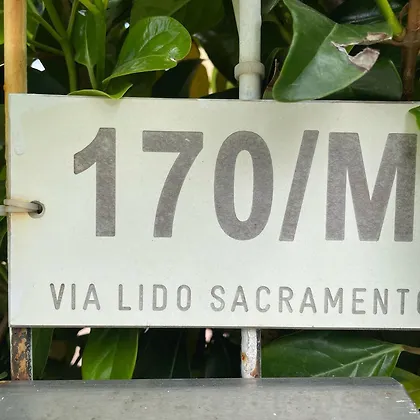 170/M
VIA LIDO SACRAMENTO